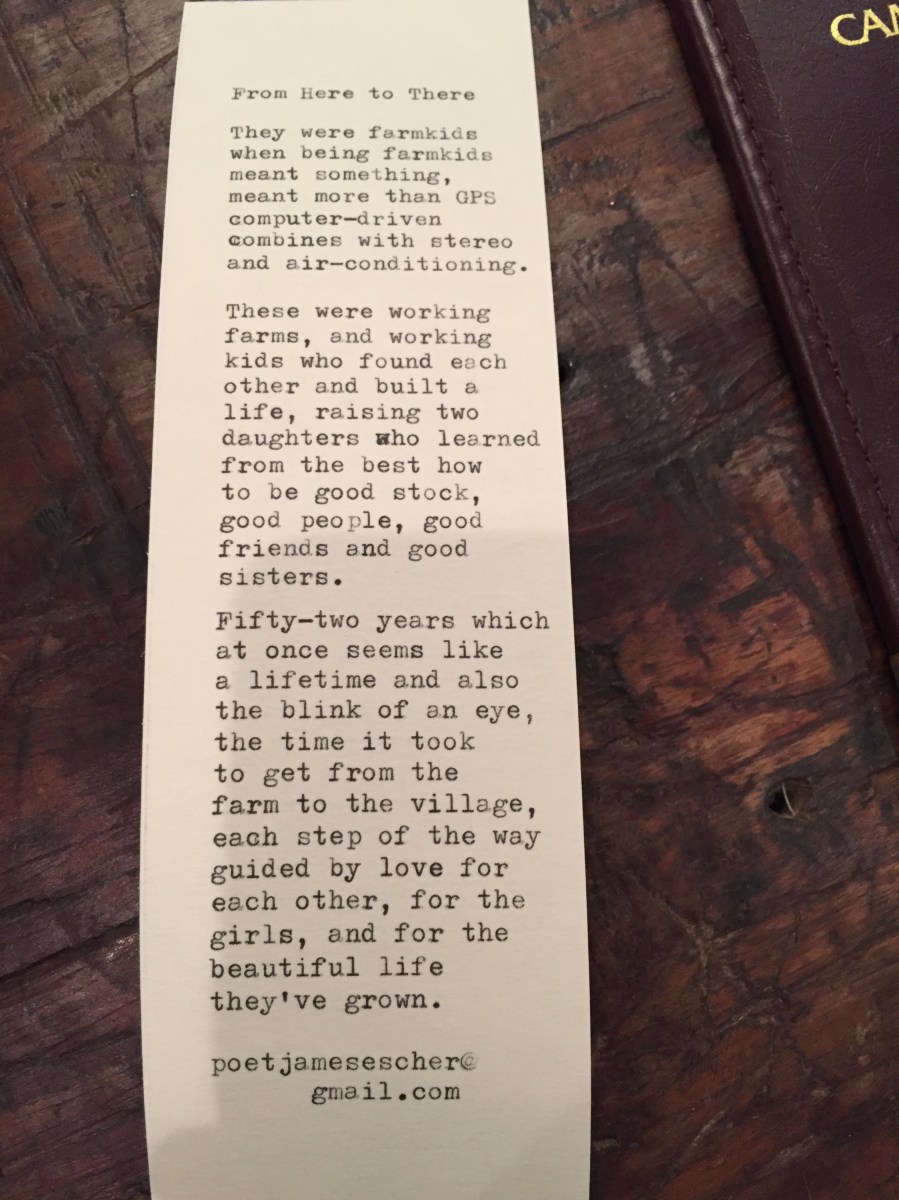 From Here to There
They were farmkids
when being farmkids
meant something,
meant more than GPS
computer-driven
combines with stereo
and air-conditioning.
These were working
farms, and working
kids who found each
other and built a
life, raising two
daughters who learned
from the best how
to be good stock,
good people, good
friends and good
sisters.
Fifty-two years which
at once seems like
a lifetime and also
the blink of an eye,
the time it took
to get from the
farm to the village,
each step of the way
guided by love for
each other, for the
girls, and for the
beautiful life
they've grown.
poetjamesescher@
gmail.com